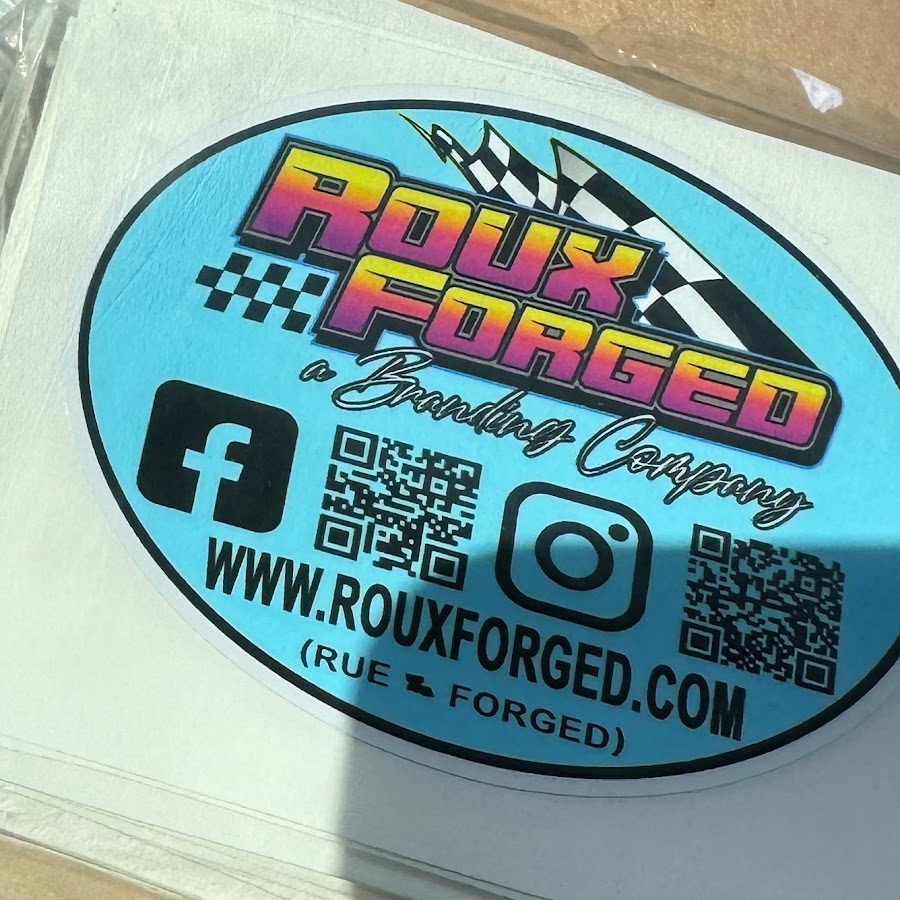 ROUX
FORGED
a Branding Company
WWW.ROUXFORGED.COM
(RUE FORGED)